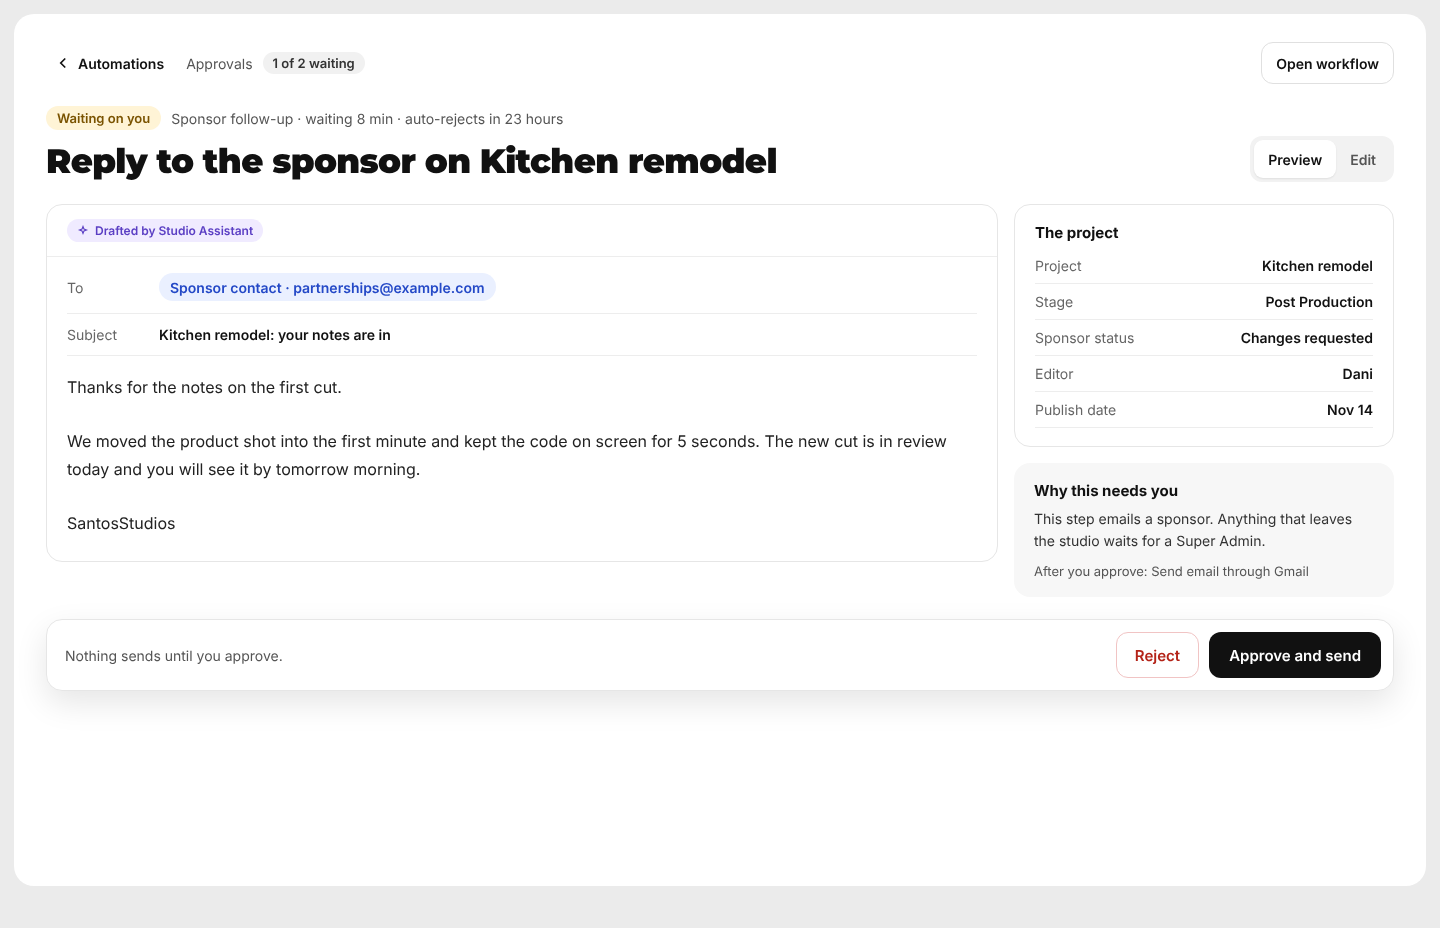 Automations Approvals 1 of 2 waiting Open workflow
Waiting on you Sponsor follow-up · waiting 8 min · auto-rejects in 23 hours
Reply to the sponsor on Kitchen remodel
Preview Edit
Drafted by Studio Assistant
To Sponsor contact · partnerships@example.com
Subject Kitchen remodel: your notes are in
Thanks for the notes on the first cut.
We moved the product shot into the first minute and kept the code on screen for 5 seconds. The new cut is in review
today and you will see it by tomorrow morning.
SantosStudios
The project
Project Kitchen remodel
Stage Post Production
Sponsor status Changes requested
Editor Dani
Publish date Nov 14
Why this needs you
This step emails a sponsor. Anything that leaves
the studio waits for a Super Admin.
After you approve: Send email through Gmail
Nothing sends until you approve.
Reject Approve and send